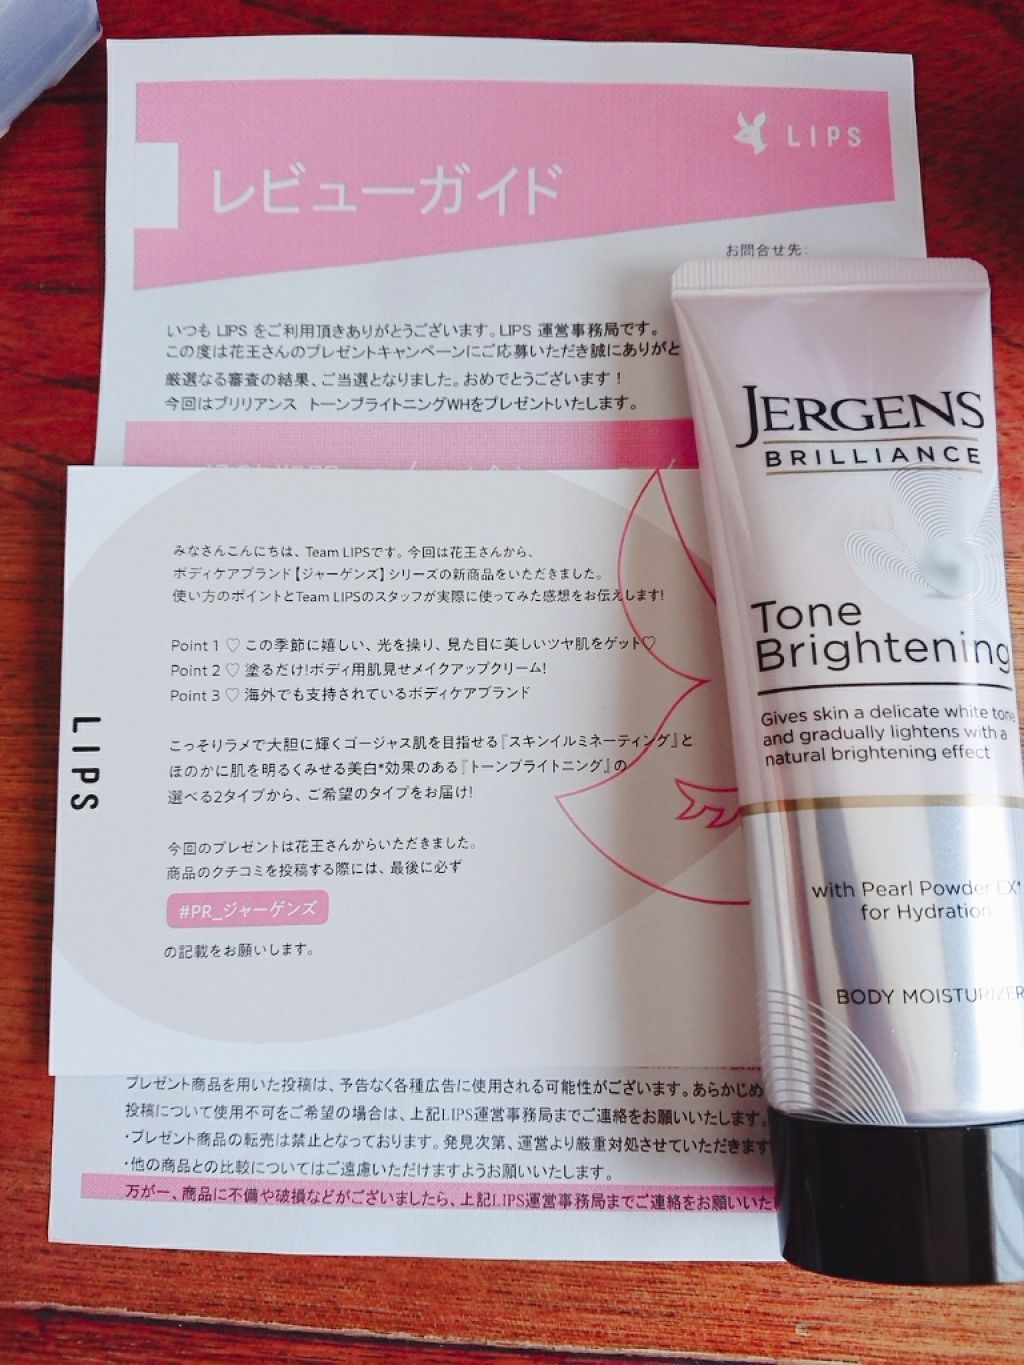 LIPS
レビューガイド
お問合せ先:
いつも LIPS をご利用頂きありがとうございます。LIPS 運営事務局です。
この度は花王さんのプレゼントキャンペーンにご応募いただき誠にありがと
厳選なる審査の結果、ご当選となりました。おめでとうございます！
今回はブリリアンス トーンブライトニングWHをプレゼントいたします。
みなさんこんにちは、Team LIPSです。今回は花王さんから、
ボディケアブランド【ジャーゲンズ】シリーズの新商品をいただきました。
使い方のポイントとTeam LIPSのスタッフが実際に使ってみた感想をお伝えします!
Point 1 ♡ この季節に嬉しい、光を操り、見た目に美しいツヤ肌をゲット♡
Point 2 ♡ 塗るだけ!ボディ用肌見せメイクアップクリーム!
Point 3 ♡ 海外でも支持されているボディケアブランド
こっそりラメで大胆に輝くゴージャス肌を目指せる『スキンイルミネーティング』と
ほのかに肌を明るくみせる美白*効果のある『トーンブライトニング』の
選べる2タイプから、ご希望のタイプをお届け!
今回のプレゼントは花王さんからいただきました。
商品のクチコミを投稿する際には、最後に必ず
#PR_ジャーゲンズ
の記載をお願いします。
LIPS
プレゼント商品を用いた投稿は、予告なく各種広告に使用される可能性がございます。あらかじめ
投稿について使用不可をご希望の場合は、上記LIPS運営事務局までご連絡をお願いいたします。
・プレゼント商品の転売は禁止となっております。発見次第、運営より厳重対処させていただきます
・他の商品との比較についてはご遠慮いただけますようお願いいたします。
万が一、商品に不備や破損などがございましたら、上記LIPS運営事務局までご連絡をお願いいた
JERGENS
BRILLIANCE
Tone
Brightening
Gives skin a delicate white tone
and gradually lightens with a
natural brightening effect
with Pearl Powder EX*
for Hydration
BODY MOISTURIZER